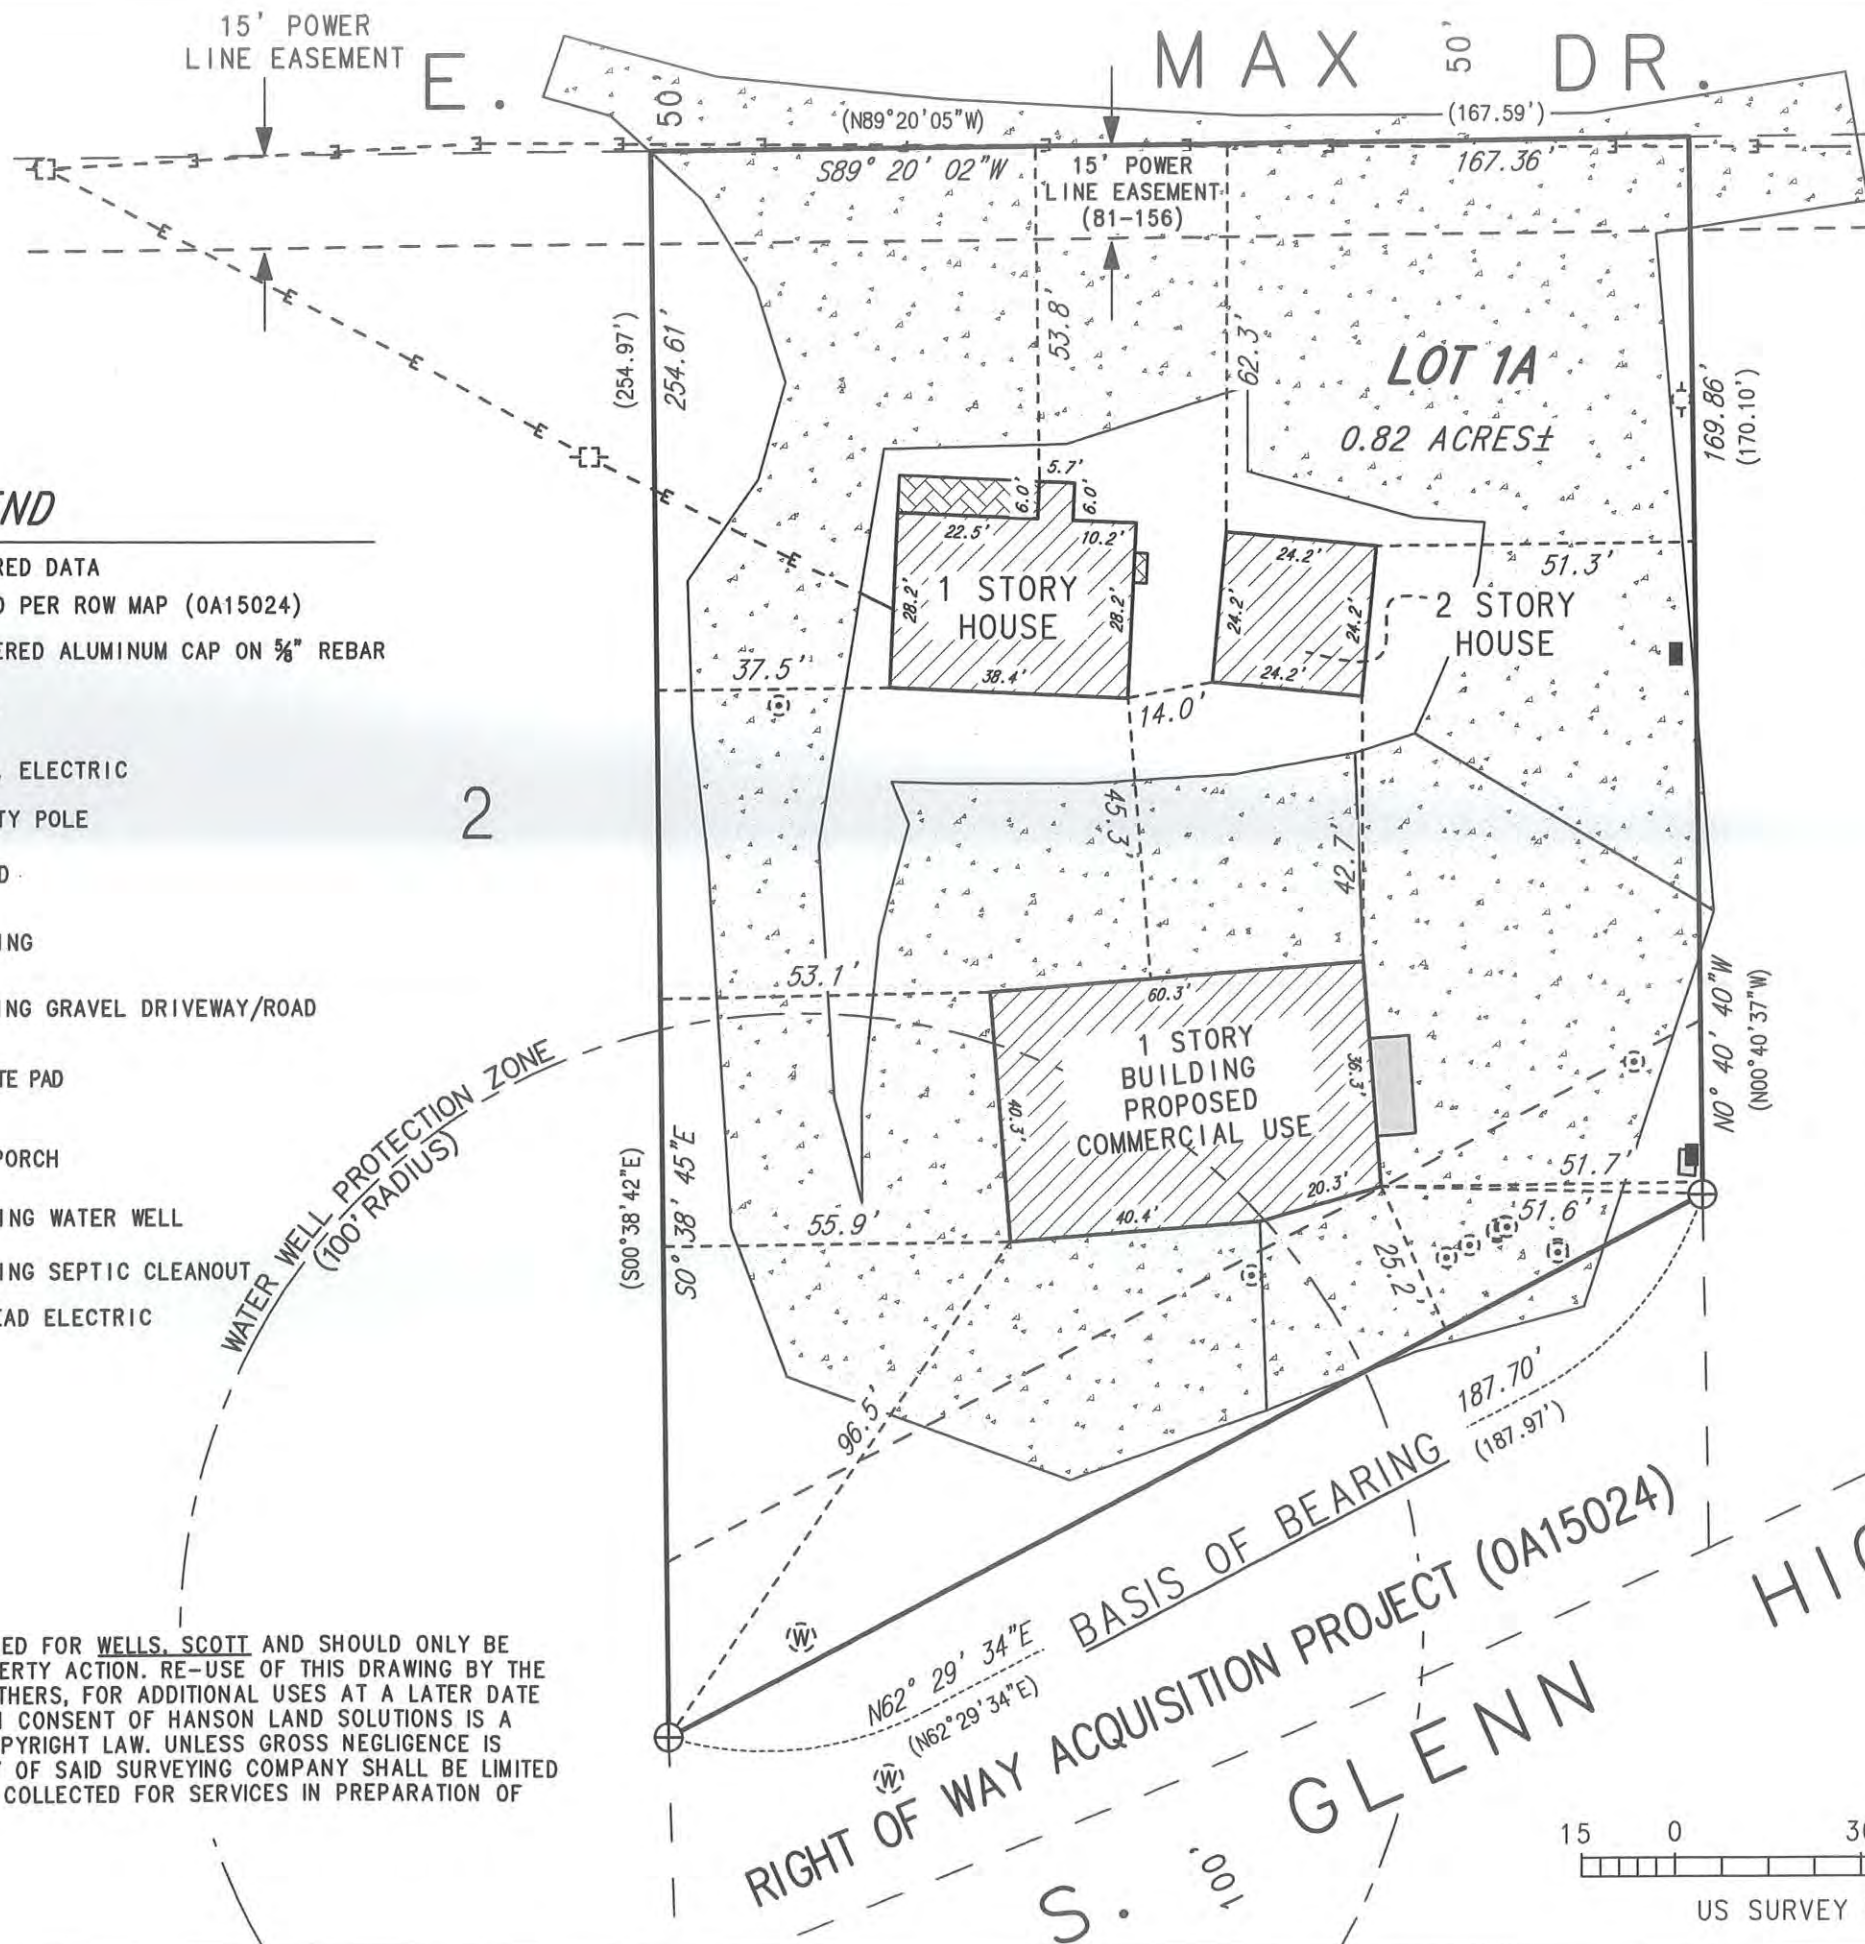 15' POWER
LINE EASEMENT
E. MAX DR.
50'
50'
(N89°20'05"W)
(167.59')
S89° 20' 02"W
167.36'
15' POWER
LINE EASEMENT
(81-156)
(254.97')
254.61'
53.8'
62.3'
LOT 1A
0.82 ACRES±
169.86'
(170.10')
5.7'
6.0'
6.0'
22.5'
10.2'
28.2'
1 STORY
HOUSE
28.2'
38.4'
24.2'
24.2'
24.2'
24.2'
51.3'
2 STORY
HOUSE
37.5'
14.0'
END
RED DATA
D PER ROW MAP (0A15024)
ERED ALUMINUM CAP ON ⅝" REBAR
ELECTRIC
TY POLE
D
ING
ING GRAVEL DRIVEWAY/ROAD
TE PAD
PORCH
ING WATER WELL
ING SEPTIC CLEANOUT
EAD ELECTRIC
2
45.3'
42.7'
53.1'
60.3'
1 STORY
BUILDING
PROPOSED
COMMERCIAL USE
40.3'
36.3'
40.4'
20.3'
55.9'
51.7'
51.6'
25.2'
96.5'
N0° 40' 40"W
(N00°40'37"W)
WATER WELL PROTECTION ZONE
(100' RADIUS)
(S00°38'42"E)
S0° 38' 45"E
187.70'
(187.97')
BASIS OF BEARING
N62° 29' 34"E
(N62°29'34"E)
W
W
RIGHT OF WAY ACQUISITION PROJECT (0A15024)
S. GLENN HIG
100'
ED FOR WELLS, SCOTT AND SHOULD ONLY BE
ERTY ACTION. RE-USE OF THIS DRAWING BY THE
THERS, FOR ADDITIONAL USES AT A LATER DATE
CONSENT OF HANSON LAND SOLUTIONS IS A
PYRIGHT LAW. UNLESS GROSS NEGLIGENCE IS
OF SAID SURVEYING COMPANY SHALL BE LIMITED
COLLECTED FOR SERVICES IN PREPARATION OF
15 0 30
US SURVEY